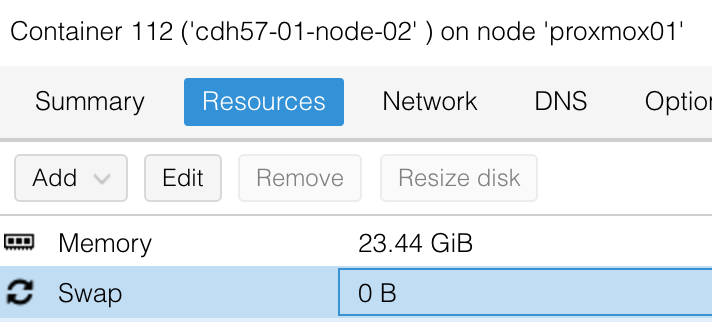 Container 112 ('cdh57-01-node-02' ) on node 'proxmox01'
Summary Resources Network DNS Optio
Add Edit Remove Resize disk
Memory 23.44 GiB
Swap 0 B